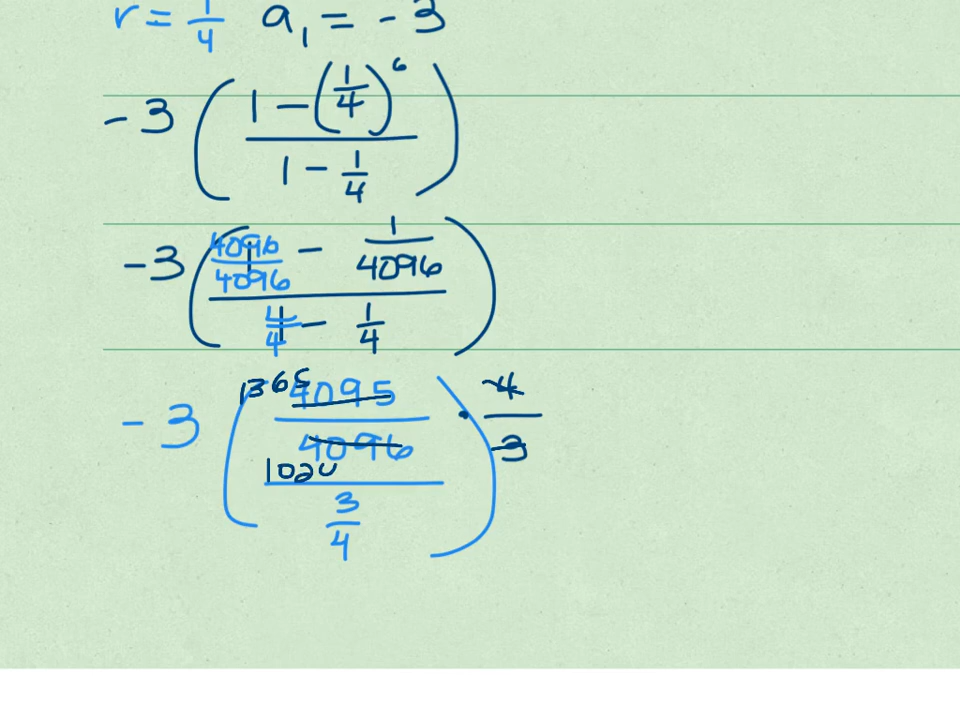 r = 1/4 a₁ = -3
-3 ( (1 - (1/4)⁶) / (1 - 1/4) )
-3 ( (4096/4096 - 1/4096) / (4/4 - 1/4) )
-3 ( (4095/4096) / (3/4) ) · 4/3
1365